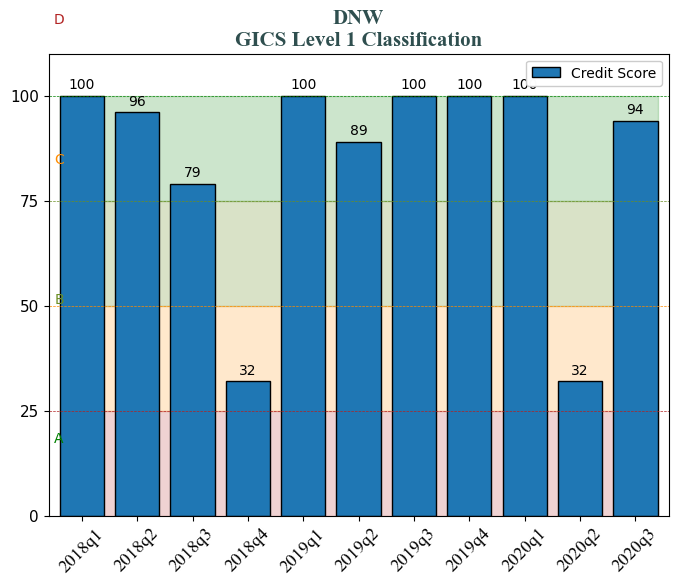 D
DNW
GICS Level 1 Classification
Credit Score
100
96
79
32
100
89
100
100
100
32
94
100
75
50
25
0
C
B
A
2018q1
2018q2
2018q3
2018q4
2019q1
2019q2
2019q3
2019q4
2020q1
2020q2
2020q3